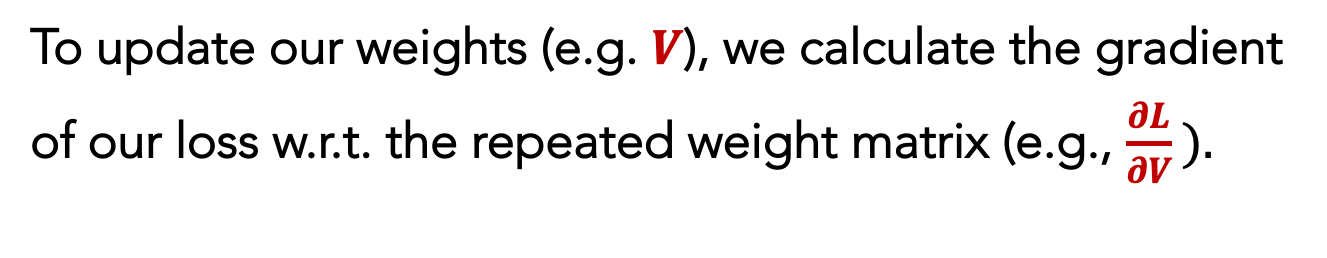 To update our weights (e.g. V), we calculate the gradient
of our loss w.r.t. the repeated weight matrix (e.g., ∂L/∂V).